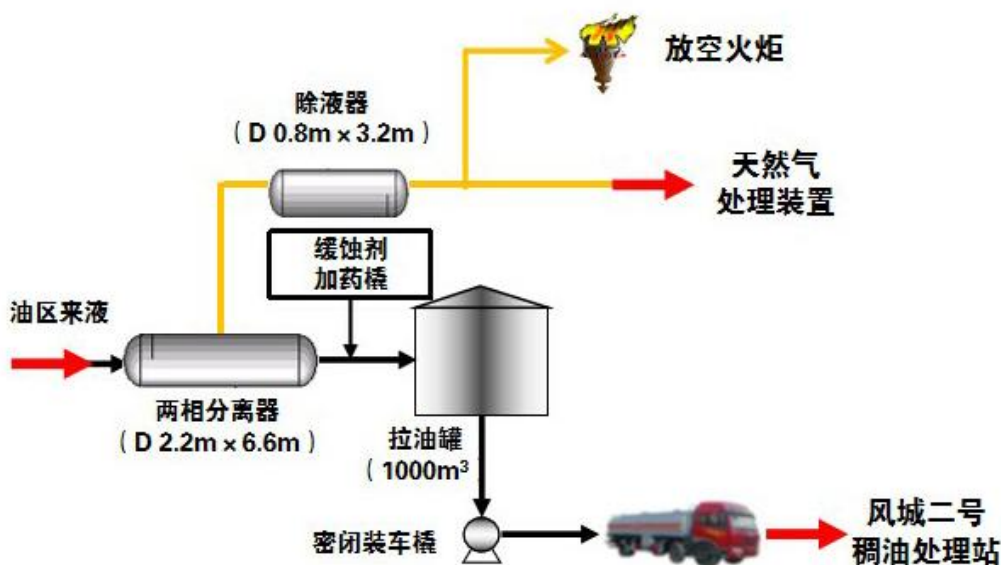 放空火炬
除液器
（D 0.8m × 3.2m）
天然气
处理装置
缓蚀剂
加药橇
油区来液
两相分离器
（D 2.2m × 6.6m）
拉油罐
（1000m³
密闭装车橇
风城二号
稠油处理站